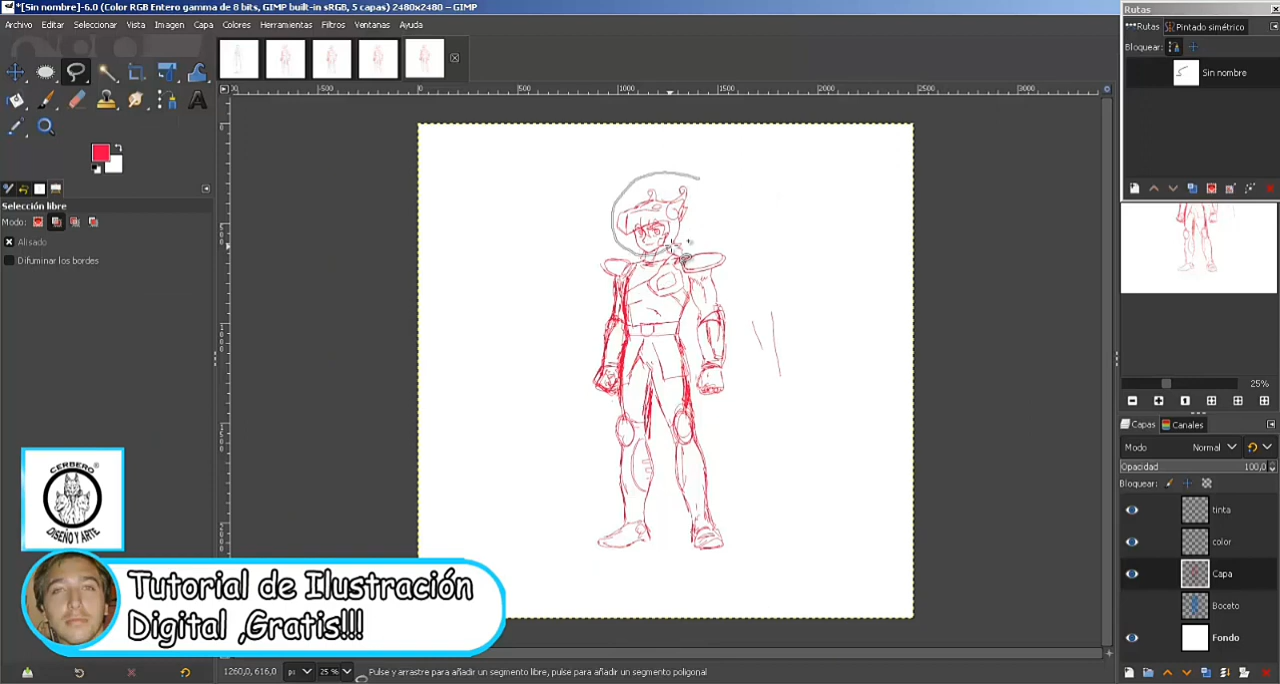 *[Sin nombre]-6.0 (Color RGB Entero gamma de 8 bits, GIMP built-in sRGB, 5 capas) 2480x2480 – GIMP
Archivo Editar Seleccionar Vista Imagen Capa Colores Herramientas Filtros Ventanas Ayuda
Rutas
Rutas Pintado simétrico
Bloquear:
Sin nombre
500 0 500 1000 1500 2000 2500 3000
Selección libre
Modo:
Alisado
Difuminar los bordes
25%
Capas Canales
Modo Normal
Opacidad 100,0
Bloquear:
tinta
color
Capa
Boceto
Fondo
CERBERO®
DISEÑO Y ARTE
Tutorial de Ilustración
Digital ,Gratis!!!
1260,0, 616,0 px 25 % Pulse y arrastre para añadir un segmento libre, pulse para añadir un segmento poligonal